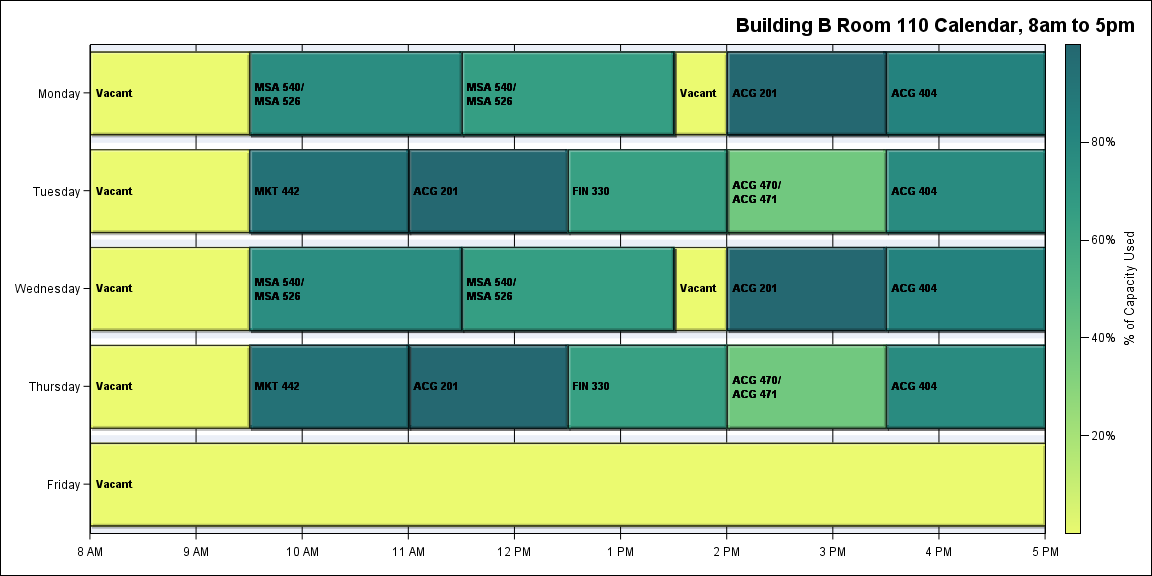 Building B Room 110 Calendar, 8am to 5pm
Monday
Vacant
MSA 540/
MSA 526
MSA 540/
MSA 526
Vacant
ACG 201
ACG 404
Tuesday
Vacant
MKT 442
ACG 201
FIN 330
ACG 470/
ACG 471
ACG 404
Wednesday
Vacant
MSA 540/
MSA 526
MSA 540/
MSA 526
Vacant
ACG 201
ACG 404
Thursday
Vacant
MKT 442
ACG 201
FIN 330
ACG 470/
ACG 471
ACG 404
Friday
Vacant
8 AM
9 AM
10 AM
11 AM
12 PM
1 PM
2 PM
3 PM
4 PM
5 PM
80%
60%
40%
20%
% of Capacity Used